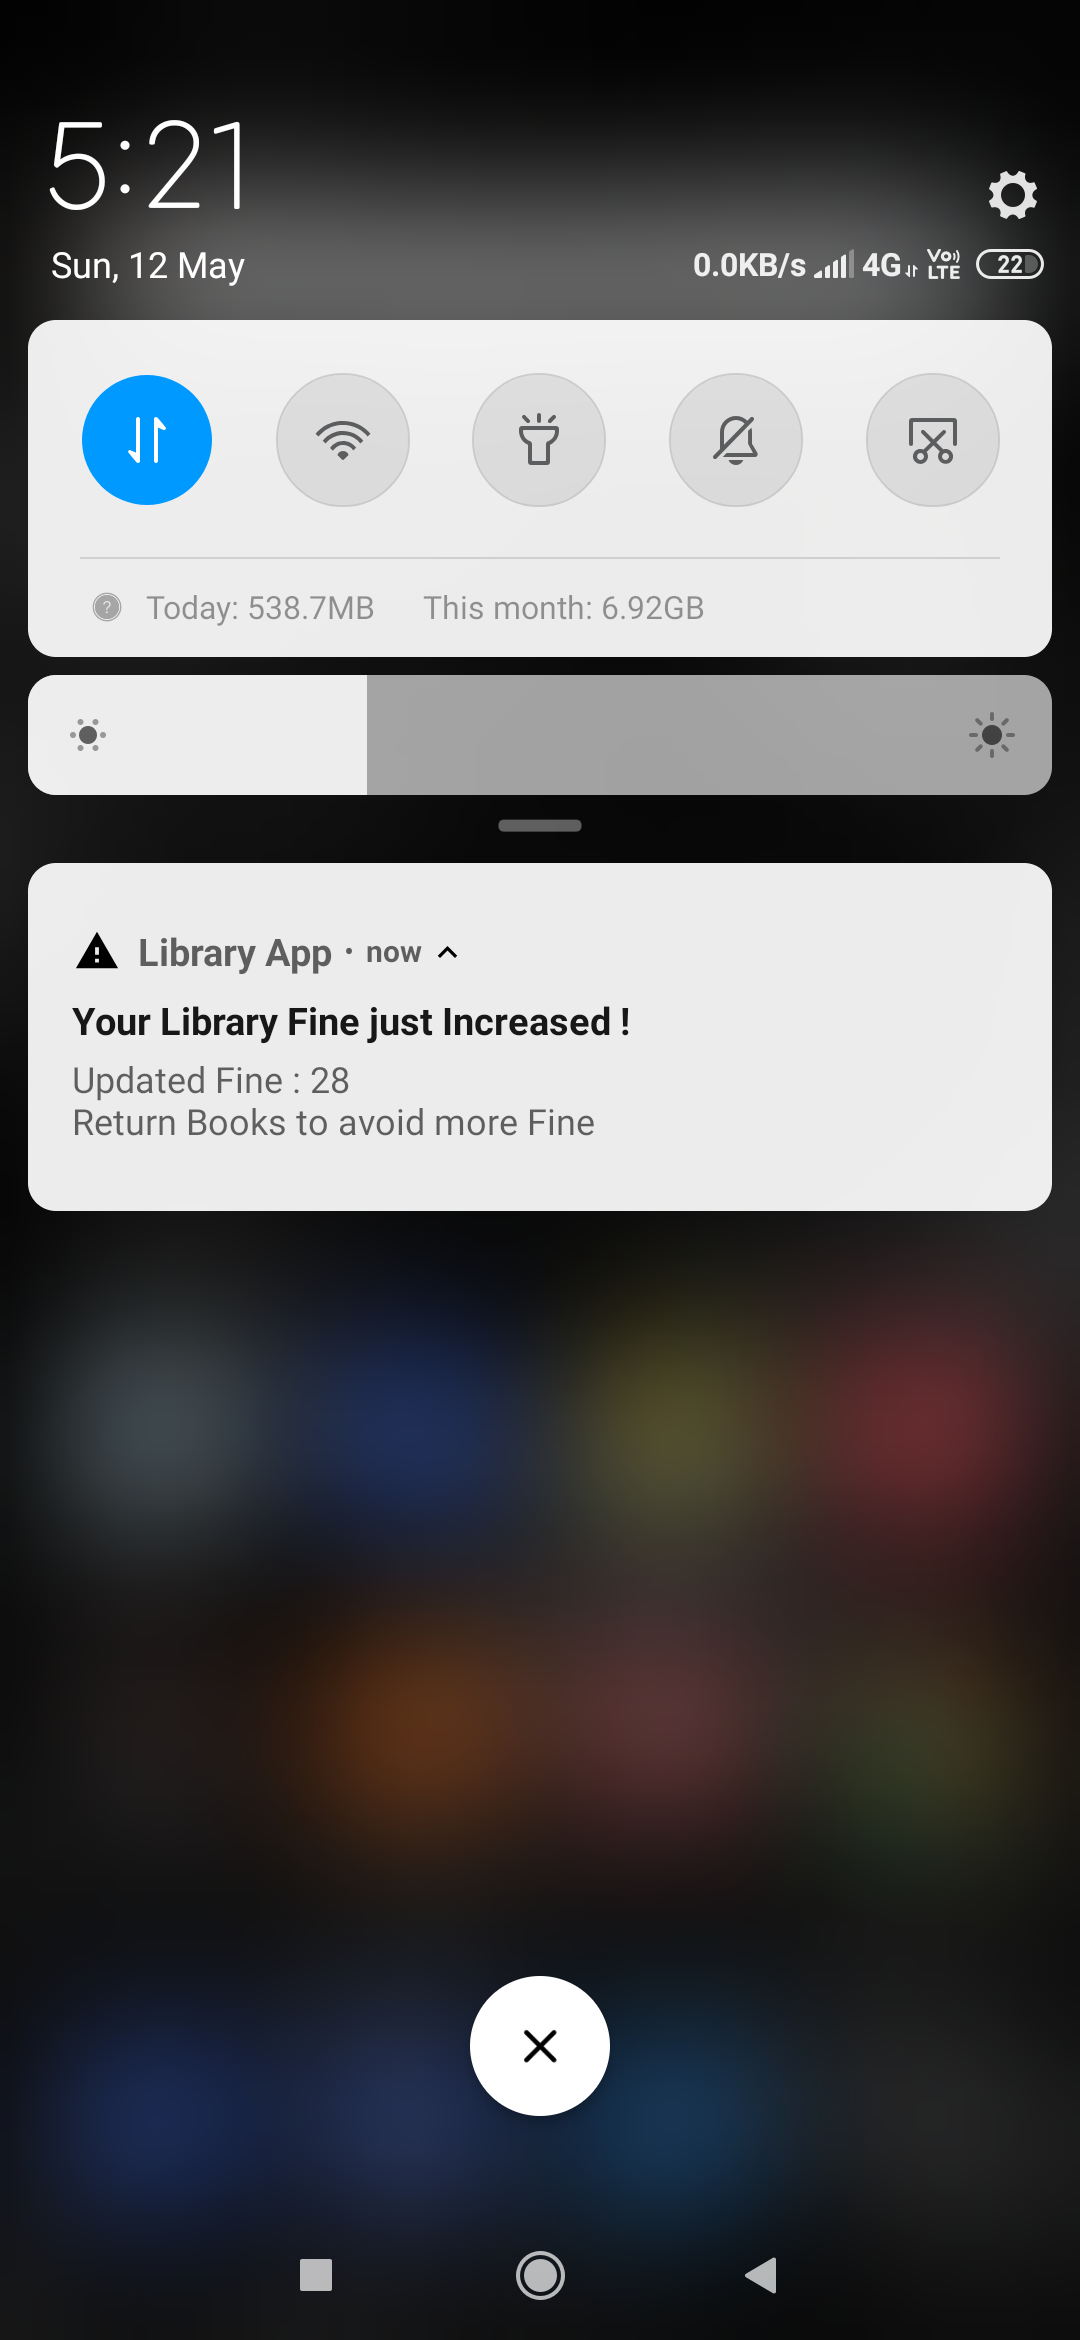 5:21
Sun, 12 May
0.0KB/s 4G Vo LTE 22
Today: 538.7MB This month: 6.92GB
Library App • now
Your Library Fine just Increased !
Updated Fine : 28
Return Books to avoid more Fine